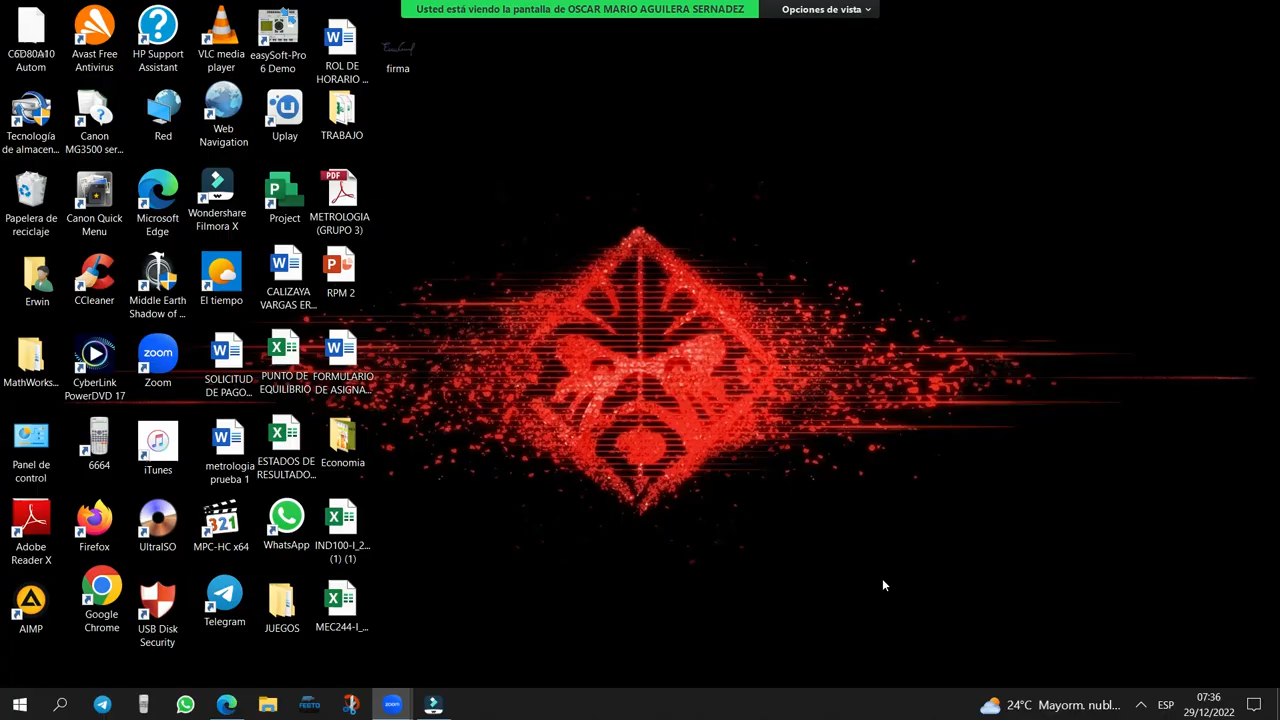 Usted está viendo la pantalla de OSCAR MARIO AGUILERA SERNADEZ
Opciones de vista
C6D80A10
Autom
Avast Free
Antivirus
HP Support
Assistant
VLC media
player
easySoft-Pro
6 Demo
ROL DE
HORARIO ...
firma
Tecnología
de almacen...
Canon
MG3500 ser...
Red
Web
Navigation
Uplay
TRABAJO
Papelera de
reciclaje
Canon Quick
Menu
Microsoft
Edge
Wondershare
Filmora X
Project
PDF
METROLOGIA
(GRUPO 3)
Erwin
CCleaner
Middle Earth
Shadow of ...
El tiempo
CALIZAYA
VARGAS ER...
RPM 2
MathWorks...
CyberLink
PowerDVD 17
zoom
Zoom
SOLICITUD
DE PAGO...
PUNTO DE
EQUILIBRIO
FORMULARIO
DE ASIGNA...
Panel de
control
6664
iTunes
metrologia
prueba 1
ESTADOS DE
RESULTADO...
Economia
Adobe
Reader X
Firefox
UltraISO
321
MPC-HC x64
WhatsApp
IND100-I_2...
(1) (1)
AIMP
Google
Chrome
USB Disk
Security
Telegram
JUEGOS
MEC244-I_...
FESTO
zoom
24°C Mayorm. nubl...
ESP
07:36
29/12/2022